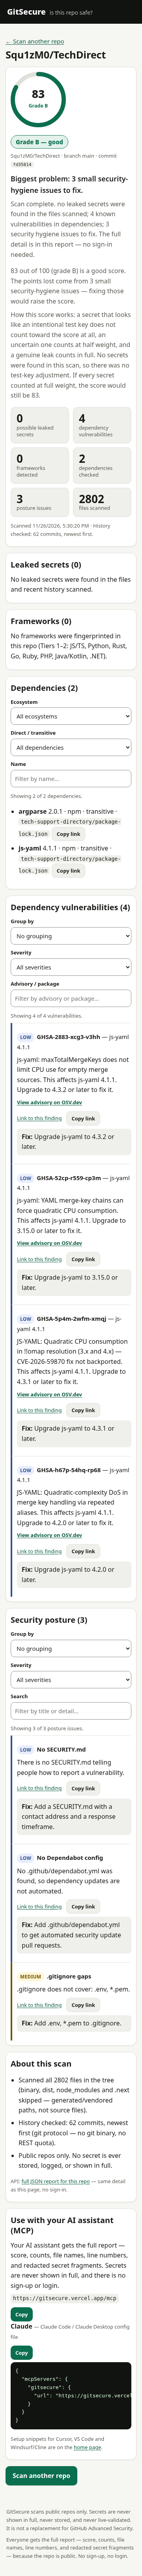 GitSecure is this repo safe?
← Scan another repo
Squ1zM0/TechDirect
83
Grade B
Grade B — good
Squ1zM0/TechDirect · branch main · commit
fd35814
Biggest problem: 3 small security-
hygiene issues to fix.
Scan complete. no leaked secrets were
found in the files scanned; 4 known
vulnerabilities in dependencies; 3
security hygiene issues to fix. The full
detail is in this report — no sign-in
needed.
83 out of 100 (grade B) is a good score.
The points lost come from 3 small
security-hygiene issues — fixing those
would raise the score.
How this score works: a secret that looks
like an intentional test key does not
count toward the score at all, an
uncertain one counts at half weight, and
a genuine leak counts in full. No secrets
were found in this scan, so there was no
test-key adjustment. If every secret
counted at full weight, the score would
still be 83.
0
possible leaked
secrets
4
dependency
vulnerabilities
0
frameworks
detected
2
dependencies
checked
3
posture issues
2802
files scanned
Scanned 11/26/2026, 5:30:20 PM · History
checked: 62 commits, newest first.
Leaked secrets (0)
No leaked secrets were found in the files
and recent history scanned.
Frameworks (0)
No frameworks were fingerprinted in
this repo (Tiers 1–2: JS/TS, Python, Rust,
Go, Ruby, PHP, Java/Kotlin, .NET).
Dependencies (2)
Ecosystem
All ecosystems
Direct / transitive
All dependencies
Name
Filter by name…
Showing 2 of 2 dependencies.
argparse 2.0.1 · npm · transitive ·
tech-support-directory/package-
lock.json Copy link
js-yaml 4.1.1 · npm · transitive ·
tech-support-directory/package-
lock.json Copy link
Dependency vulnerabilities (4)
Group by
No grouping
Severity
All severities
Advisory / package
Filter by advisory or package…
Showing 4 of 4 vulnerabilities.
LOW GHSA-2883-xcg3-v3hh — js-yaml
4.1.1
js-yaml: maxTotalMergeKeys does not
limit CPU use for empty merge
sources. This affects js-yaml 4.1.1.
Upgrade to 4.3.2 or later to fix it.
View advisory on OSV.dev
Link to this finding Copy link
Fix: Upgrade js-yaml to 4.3.2 or
later.
LOW GHSA-52cp-r559-cp3m — js-yaml
4.1.1
js-yaml: YAML merge-key chains can
force quadratic CPU consumption.
This affects js-yaml 4.1.1. Upgrade to
3.15.0 or later to fix it.
View advisory on OSV.dev
Link to this finding Copy link
Fix: Upgrade js-yaml to 3.15.0 or
later.
LOW GHSA-5p4m-2wfm-xmqj — js-
yaml 4.1.1
JS-YAML: Quadratic CPU consumption
in !!omap resolution (3.x and 4.x) —
CVE-2026-59870 fix not backported.
This affects js-yaml 4.1.1. Upgrade to
4.3.1 or later to fix it.
View advisory on OSV.dev
Link to this finding Copy link
Fix: Upgrade js-yaml to 4.3.1 or
later.
LOW GHSA-h67p-54hq-rp68 — js-yaml
4.1.1
JS-YAML: Quadratic-complexity DoS in
merge key handling via repeated
aliases. This affects js-yaml 4.1.1.
Upgrade to 4.2.0 or later to fix it.
View advisory on OSV.dev
Link to this finding Copy link
Fix: Upgrade js-yaml to 4.2.0 or
later.
Security posture (3)
Group by
No grouping
Severity
All severities
Search
Filter by title or detail…
Showing 3 of 3 posture issues.
LOW No SECURITY.md
There is no SECURITY.md telling
people how to report a vulnerability.
Link to this finding Copy link
Fix: Add a SECURITY.md with a
contact address and a response
timeframe.
LOW No Dependabot config
No .github/dependabot.yml was
found, so dependency updates are
not automated.
Link to this finding Copy link
Fix: Add .github/dependabot.yml
to get automated security update
pull requests.
MEDIUM .gitignore gaps
.gitignore does not cover: .env, *.pem.
Link to this finding Copy link
Fix: Add .env, *.pem to .gitignore.
About this scan
Scanned all 2802 files in the tree
(binary, dist, node_modules and .next
skipped — generated/vendored
paths, not source files).
History checked: 62 commits, newest
first (git protocol — no git binary, no
REST quota).
Public repos only. No secret is ever
stored, logged, or shown in full.
API: full JSON report for this repo — same detail
as this page, no sign-in.
Use with your AI assistant
(MCP)
Your AI assistant gets the full report —
score, counts, file names, line numbers,
and redacted secret fragments. Secrets
are never shown in full, and there is no
sign-up or login.
https://gitsecure.vercel.app/mcp
Copy
Claude — Claude Code / Claude Desktop config
file
Copy
{
"mcpServers": {
"gitsecure": {
"url": "https://gitsecure.vercel
}
}
}
Setup snippets for Cursor, VS Code and
Windsurf/Cline are on the home page.
Scan another repo
GitSecure scans public repos only. Secrets are never
shown in full, never stored, and never live-validated.
It is not a replacement for GitHub Advanced Security.
Everyone gets the full report — score, counts, file
names, line numbers, and redacted secret fragments —
because the repo is public. No sign-up, no login.